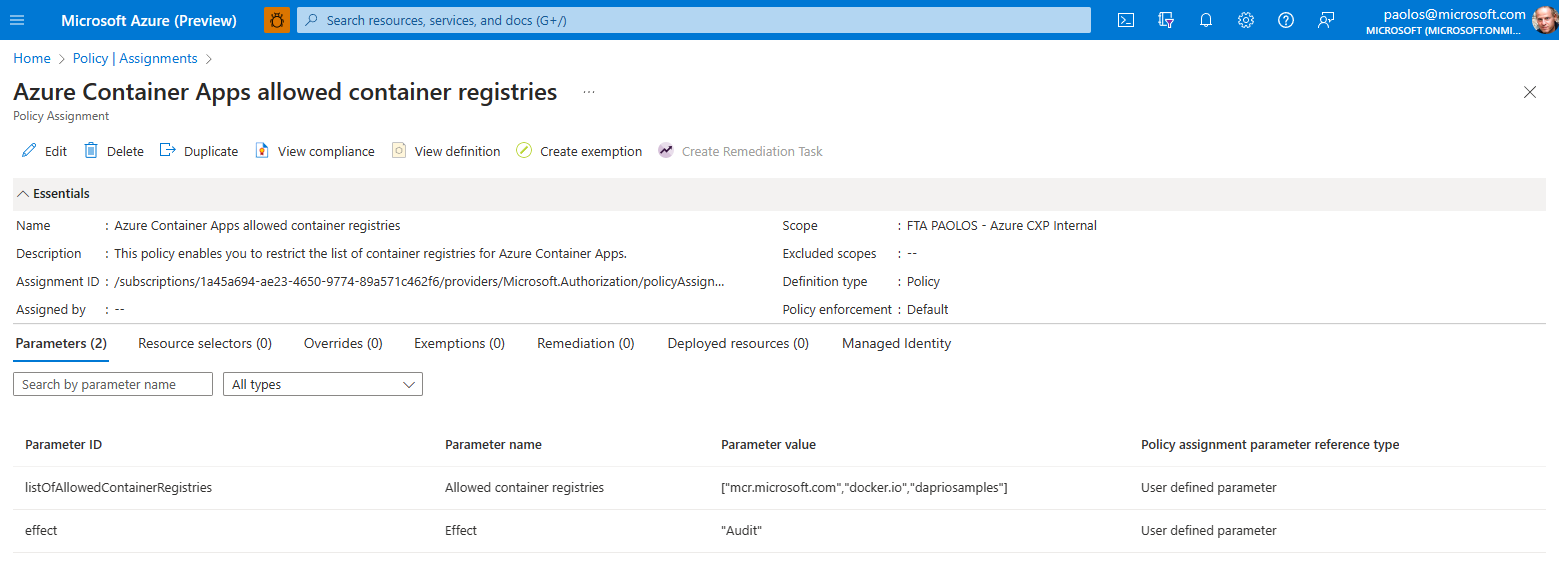 Microsoft Azure (Preview)
Search resources, services, and docs (G+/)
paolos@microsoft.com
MICROSOFT (MICROSOFT.ONMI...
Home > Policy | Assignments >
Azure Container Apps allowed container registries ...
Policy Assignment
Edit Delete Duplicate View compliance View definition Create exemption Create Remediation Task
Essentials
Name : Azure Container Apps allowed container registries Scope : FTA PAOLOS - Azure CXP Internal
Description : This policy enables you to restrict the list of container registries for Azure Container Apps. Excluded scopes : --
Assignment ID : /subscriptions/1a45a694-ae23-4650-9774-89a571c462f6/providers/Microsoft.Authorization/policyAssign... Definition type : Policy
Assigned by : -- Policy enforcement : Default
Parameters (2) Resource selectors (0) Overrides (0) Exemptions (0) Remediation (0) Deployed resources (0) Managed Identity
Search by parameter name All types
Parameter ID Parameter name Parameter value Policy assignment parameter reference type
listOfAllowedContainerRegistries Allowed container registries ["mcr.microsoft.com","docker.io","dapriosamples"] User defined parameter
effect Effect "Audit" User defined parameter